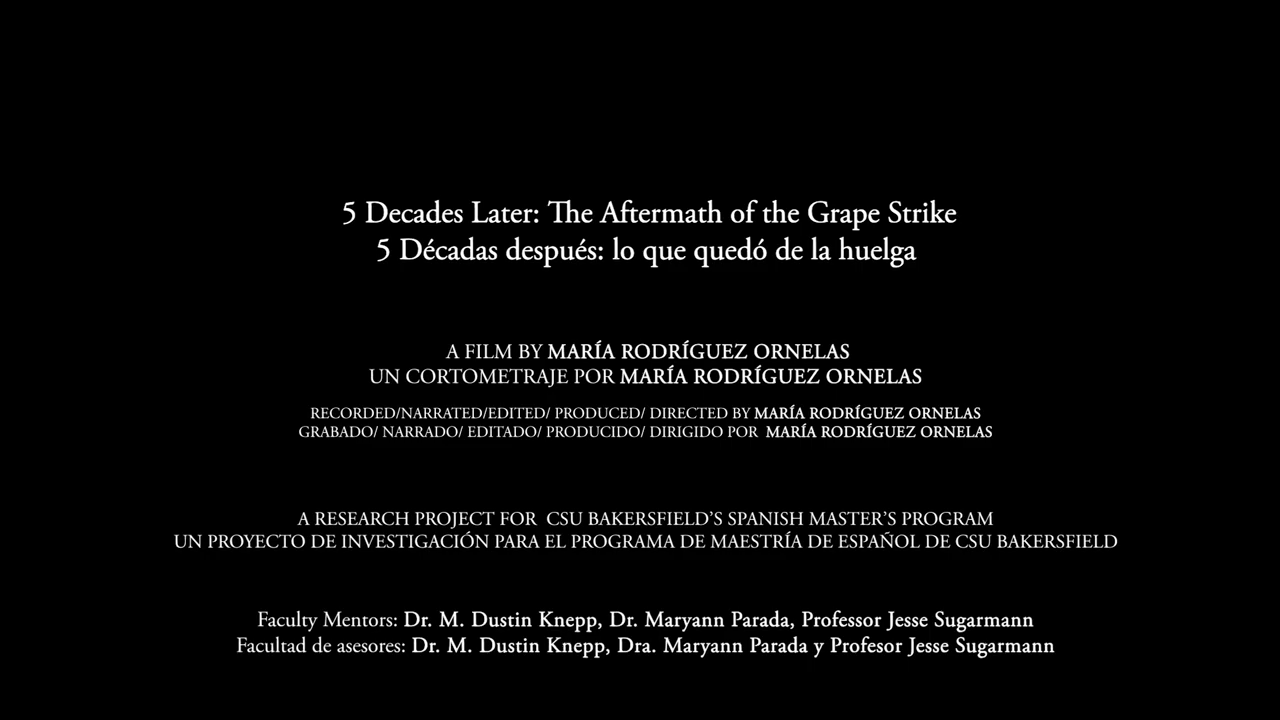 5 Decades Later: The Aftermath of the Grape Strike
5 Décadas después: lo que quedó de la huelga
A FILM BY MARÍA RODRÍGUEZ ORNELAS
UN CORTOMETRAJE POR MARÍA RODRÍGUEZ ORNELAS
RECORDED/NARRATED/EDITED/ PRODUCED/ DIRECTED BY MARÍA RODRÍGUEZ ORNELAS
GRABADO/ NARRADO/ EDITADO/ PRODUCIDO/ DIRIGIDO POR MARÍA RODRÍGUEZ ORNELAS
A RESEARCH PROJECT FOR CSU BAKERSFIELD’S SPANISH MASTER’S PROGRAM
UN PROYECTO DE INVESTIGACIÓN PARA EL PROGRAMA DE MAESTRÍA DE ESPAÑOL DE CSU BAKERSFIELD
Faculty Mentors: Dr. M. Dustin Knepp, Dr. Maryann Parada, Professor Jesse Sugarmann
Facultad de asesores: Dr. M. Dustin Knepp, Dra. Maryann Parada y Profesor Jesse Sugarmann